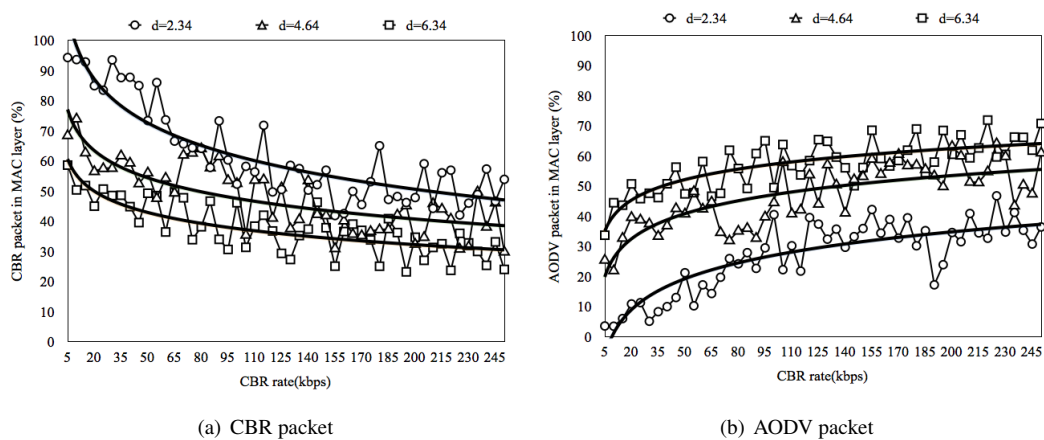 d=2.34 d=4.64 d=6.34
CBR packet in MAC layer (%)
100
90
80
70
60
50
40
30
20
10
0
5 20 35 50 65 80 95 110 125 140 155 170 185 200 215 230 245
CBR rate(kbps)
(a) CBR packet
d=2.34 d=4.64 d=6.34
AODV packet in MAC layer (%)
100
90
80
70
60
50
40
30
20
10
0
5 20 35 50 65 80 95 110 125 140 155 170 185 200 215 230 245
CBR rate(kbps)
(b) AODV packet